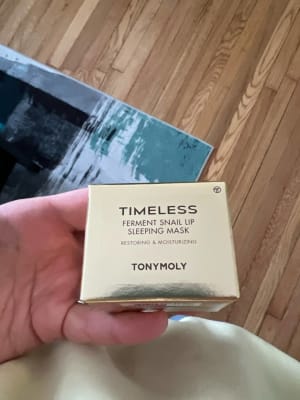 TIMELESS
FERMENT SNAIL LIP
SLEEPING MASK
RESTORING & MOISTURIZING
TONYMOLY